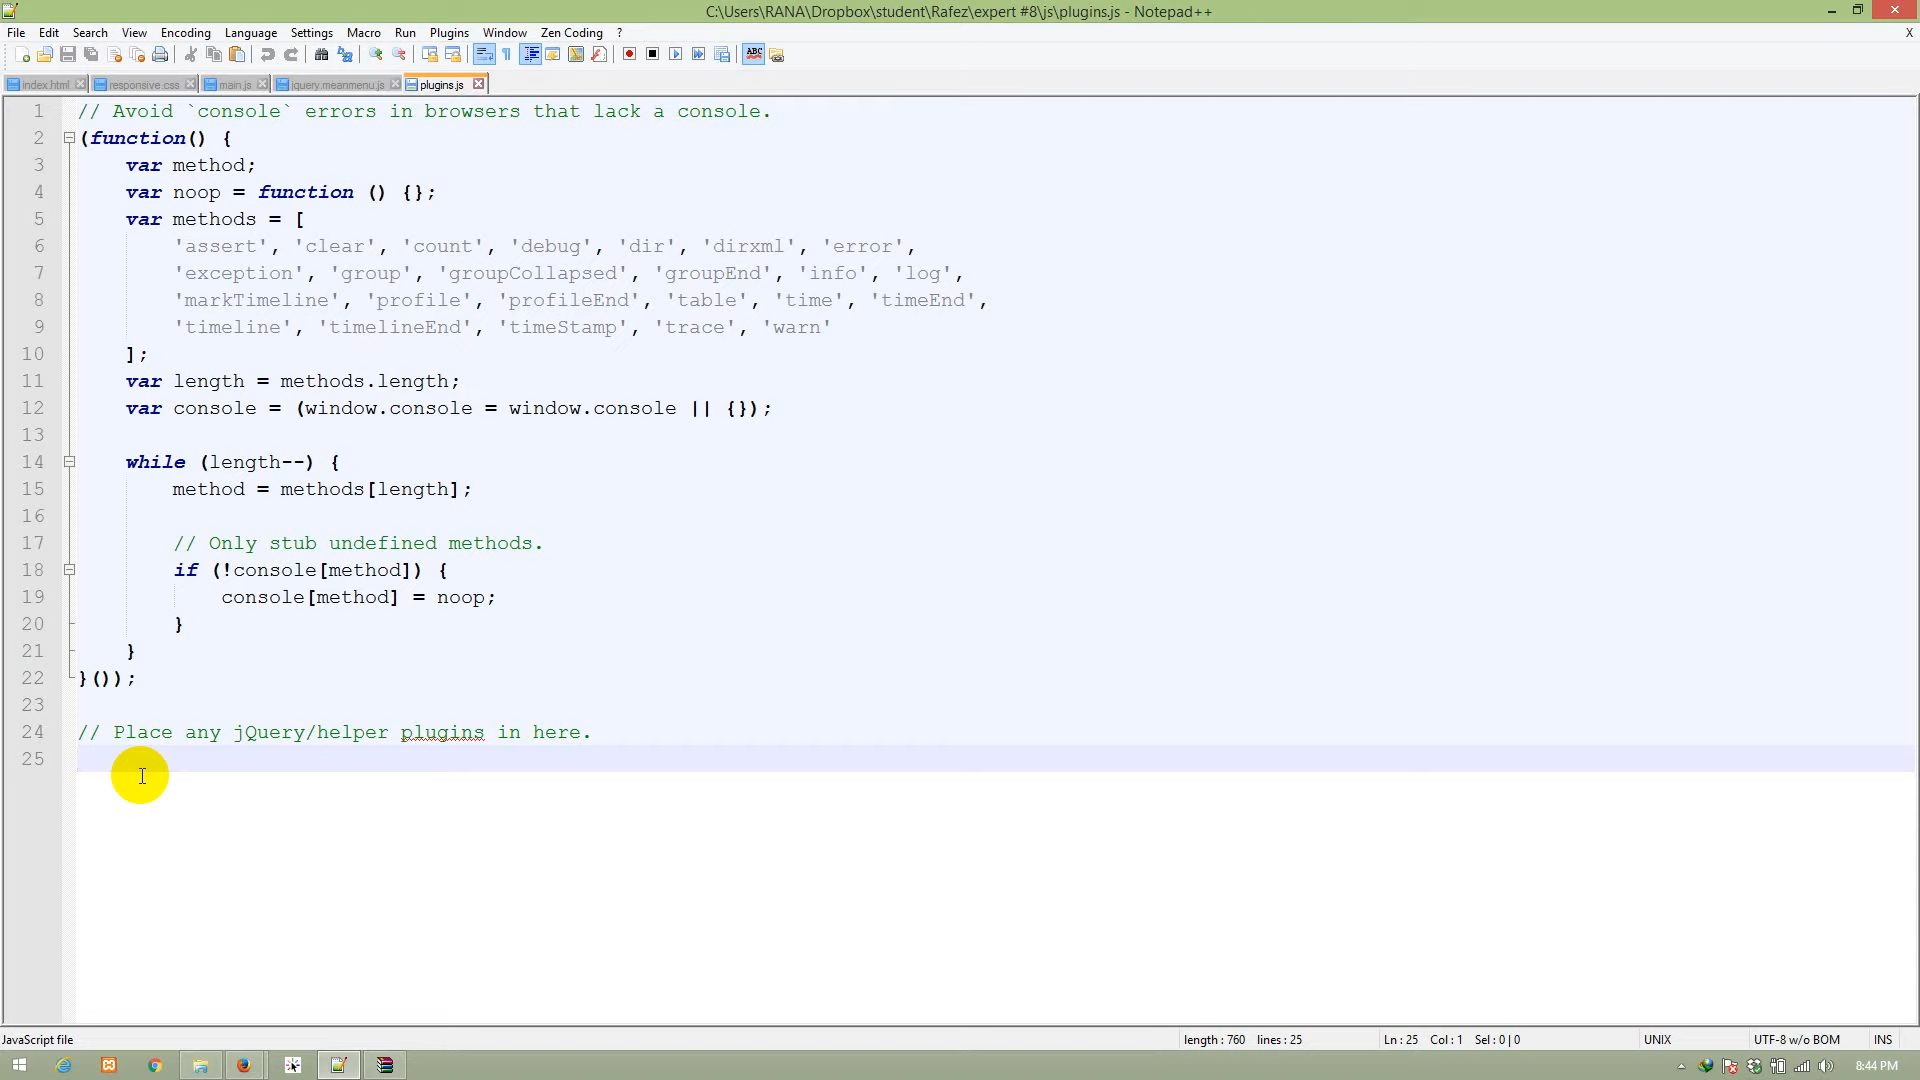 C:\Users\RANA\Dropbox\student\Rafez\expert #8\js\plugins.js - Notepad++
File Edit Search View Encoding Language Settings Macro Run Plugins Window Zen Coding ? X
ABC
index.html responsive.css main.js jquery.meanmenu.js plugins.js
1 // Avoid `console` errors in browsers that lack a console.
2 (function() {
3 var method;
4 var noop = function () {};
5 var methods = [
6 'assert', 'clear', 'count', 'debug', 'dir', 'dirxml', 'error',
7 'exception', 'group', 'groupCollapsed', 'groupEnd', 'info', 'log',
8 'markTimeline', 'profile', 'profileEnd', 'table', 'time', 'timeEnd',
9 'timeline', 'timelineEnd', 'timeStamp', 'trace', 'warn'
10 ];
11 var length = methods.length;
12 var console = (window.console = window.console || {});
13
14 while (length--) {
15 method = methods[length];
16
17 // Only stub undefined methods.
18 if (!console[method]) {
19 console[method] = noop;
20 }
21 }
22 }());
23
24 // Place any jQuery/helper plugins in here.
25
JavaScript file length : 760 lines : 25 Ln : 25 Col : 1 Sel : 0 | 0 UNIX UTF-8 w/o BOM INS
8:44 PM